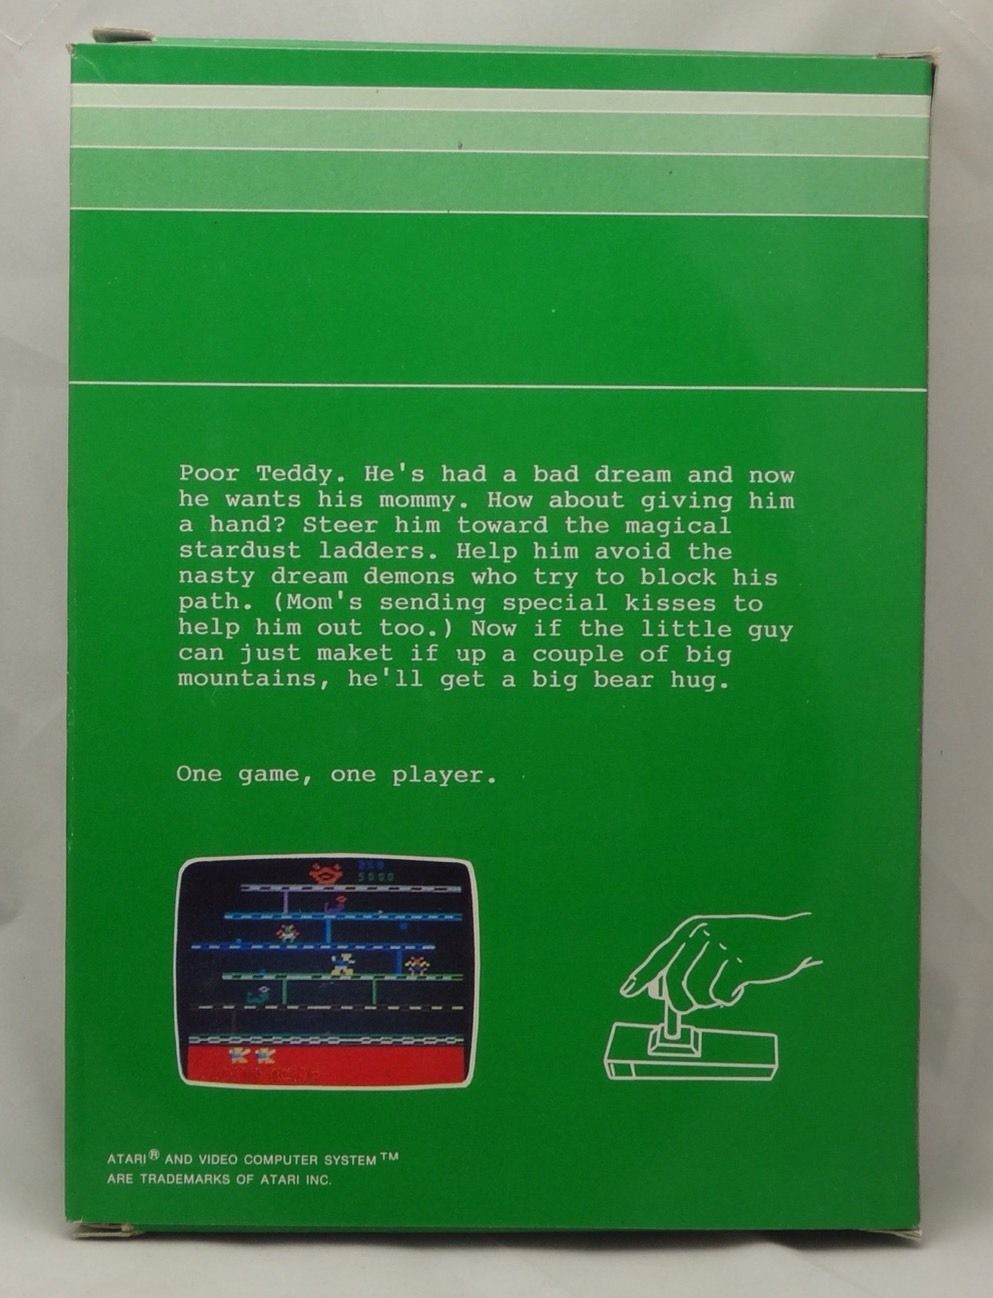 Poor Teddy. He's had a bad dream and now
he wants his mommy. How about giving him
a hand? Steer him toward the magical
stardust ladders. Help him avoid the
nasty dream demons who try to block his
path. (Mom's sending special kisses to
help him out too.) Now if the little guy
can just maket if up a couple of big
mountains, he'll get a big bear hug.
One game, one player.
5000
ATARI® AND VIDEO COMPUTER SYSTEM™
ARE TRADEMARKS OF ATARI INC.